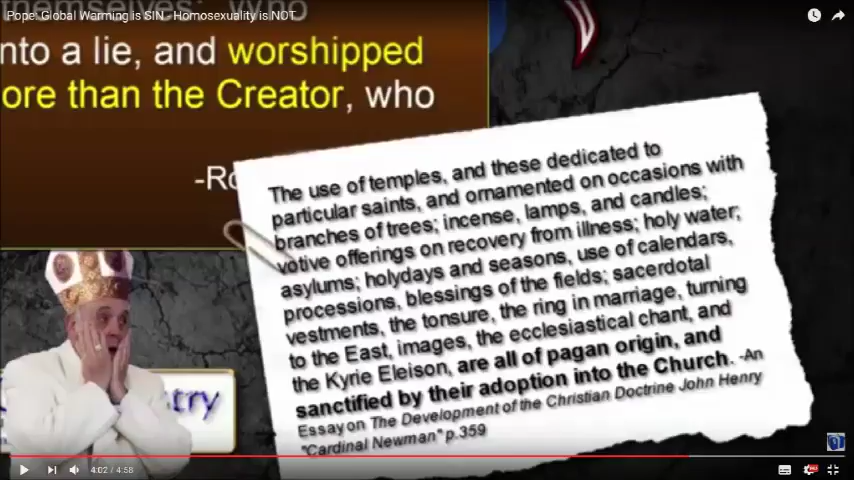 Pope: Global Warming is SIN - Homosexuality is NOT
themselves: Who
nto a lie, and worshipped
ore than the Creator, who
-Ro
The use of temples, and these dedicated to
particular saints, and ornamented on occasions with
branches of trees; incense, lamps, and candles;
votive offerings on recovery from illness; holy water;
asylums; holydays and seasons, use of calendars,
processions, blessings of the fields; sacerdotal
vestments, the tonsure, the ring in marriage, turning
to the East, images, the ecclesiastical chant, and
the Kyrie Eleison, are all of pagan origin, and
sanctified by their adoption into the Church. -An
Essay on The Development of the Christian Doctrine John Henry
"Cardinal Newman" p.359
try
4:02 / 4:58